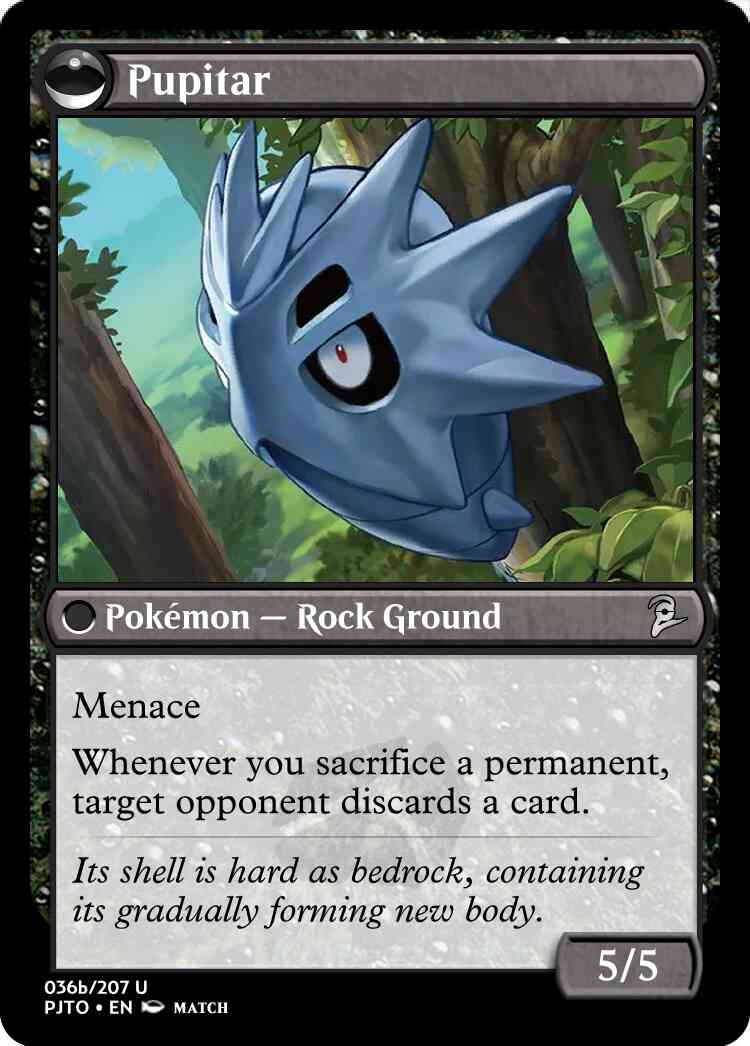 Pupitar
Pokémon — Rock Ground
Menace
Whenever you sacrifice a permanent,
target opponent discards a card.
Its shell is hard as bedrock, containing
its gradually forming new body.
5/5
036b/207 U
PJTO • EN MATCH